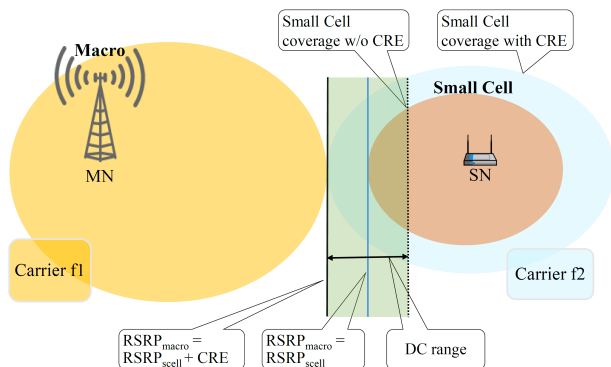 Small Cell
coverage w/o CRE
Small Cell
coverage with CRE
Macro
Small Cell
MN
SN
Carrier f1
Carrier f2
RSRPmacro =
RSRPscell + CRE
RSRPmacro =
RSRPscell
DC range